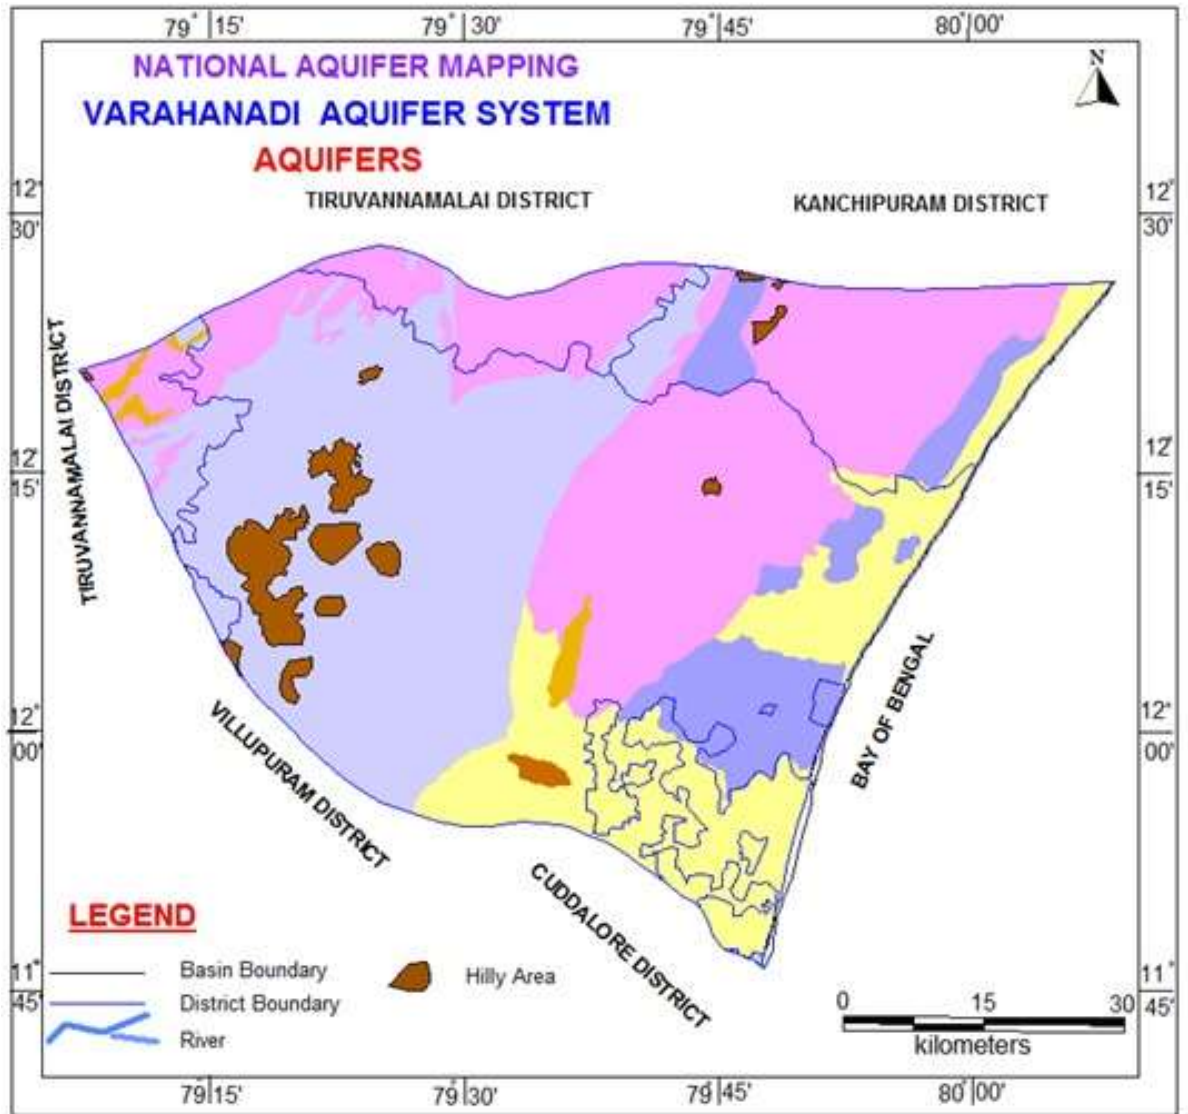 79° 15' 79° 30' 79° 45' 80° 00'
NATIONAL AQUIFER MAPPING
VARAHANADI AQUIFER SYSTEM
AQUIFERS
N
12° 30'
TIRUVANNAMALAI DISTRICT
KANCHIPURAM DISTRICT
12° 30'
TIRUVANNAMALAI DISTRICT
12° 15'
12° 15'
12° 00'
VILLUPURAM DISTRICT
BAY OF BENGAL
12° 00'
CUDDALORE DISTRICT
LEGEND
Basin Boundary
Hilly Area
District Boundary
River
11° 45'
0 15 30
kilometers
11° 45'
79° 15' 79° 30' 79° 45' 80° 00'